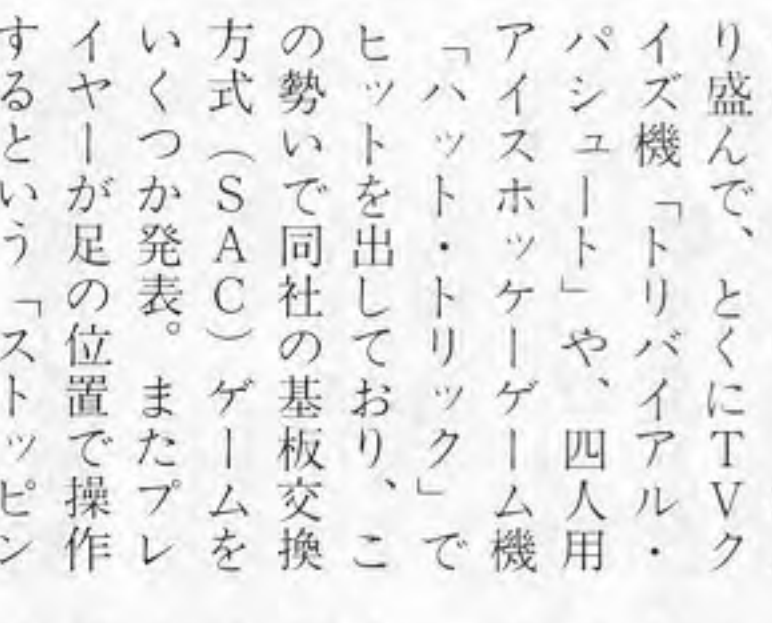 り盛んで、とくにTVク
イズ機「トリバイアル・
パシュート」や、四人用
アイスホッケーゲーム機
「ハット・トリック」で
ヒットを出しており、こ
の勢いで同社の基板交換
方式（SAC）ゲームを
いくつか発表。またプレ
イヤーが足の位置で操作
するという「ストッピン